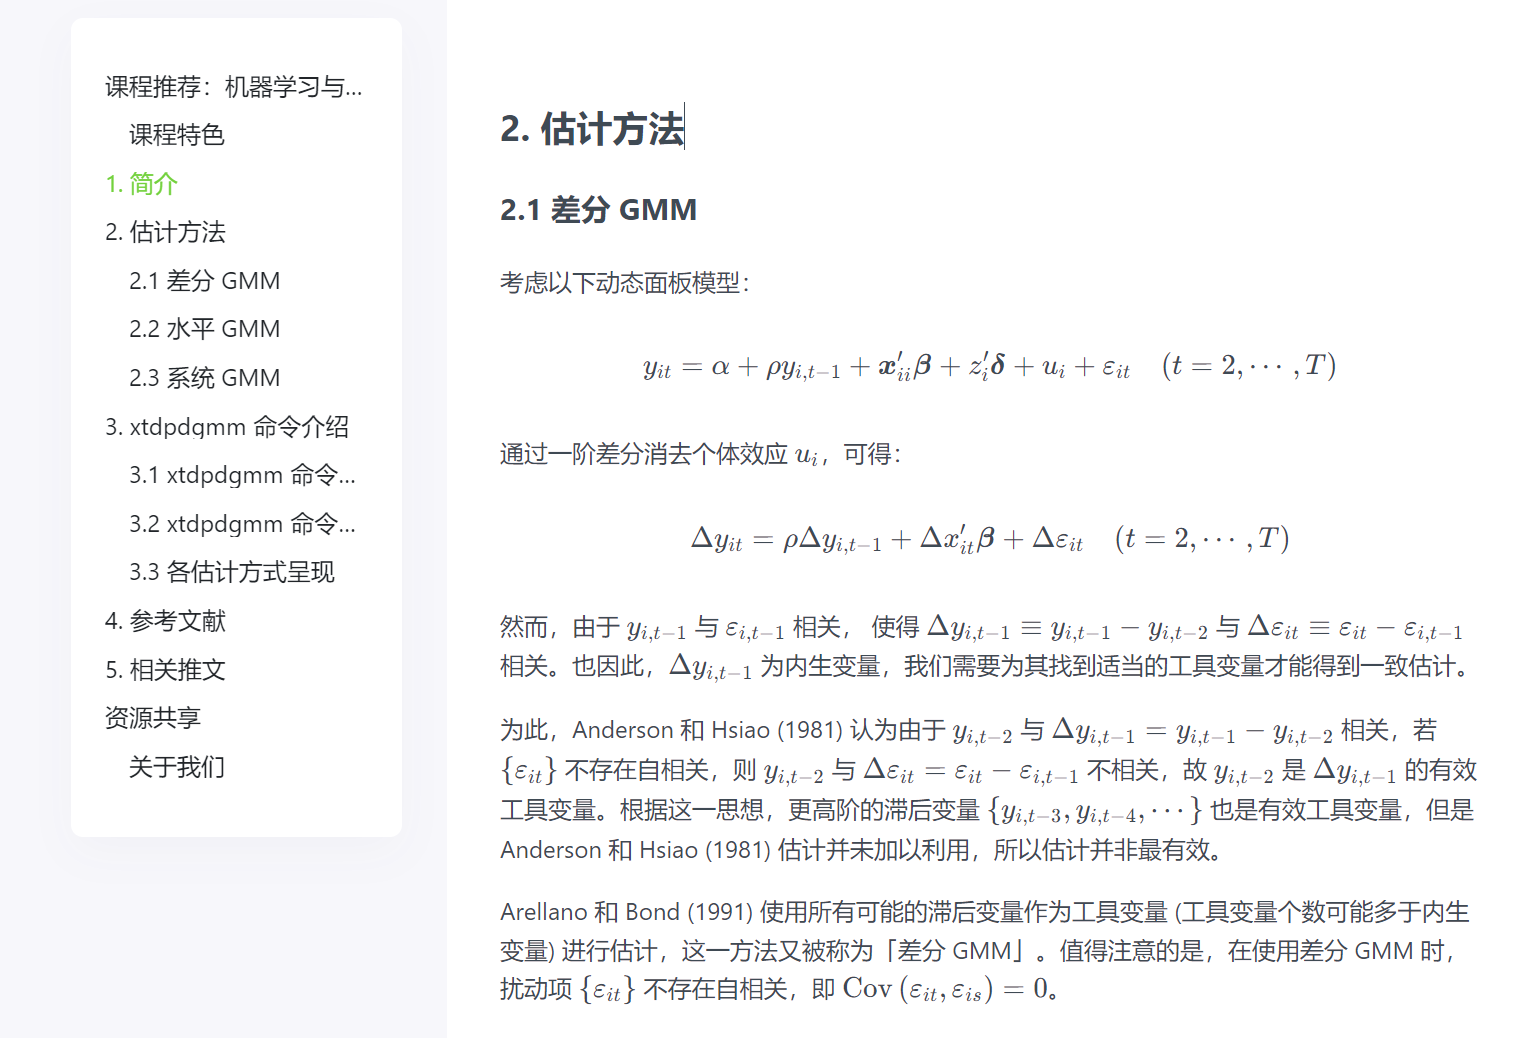 课程推荐：机器学习与...
课程特色
1. 简介
2. 估计方法
2.1 差分 GMM
2.2 水平 GMM
2.3 系统 GMM
3. xtdpdgmm 命令介绍
3.1 xtdpdgmm 命令...
3.2 xtdpdgmm 命令...
3.3 各估计方式呈现
4. 参考文献
5. 相关推文
资源共享
关于我们
2. 估计方法
2.1 差分 GMM
考虑以下动态面板模型：
$y_{it} = \alpha + \rho y_{i,t-1} + \boldsymbol{x}'_{ii}\boldsymbol{\beta} + z'_i\boldsymbol{\delta} + u_i + \varepsilon_{it} \quad (t = 2, \cdots, T)$
通过一阶差分消去个体效应 $u_i$，可得：
$\Delta y_{it} = \rho \Delta y_{i,t-1} + \Delta x'_{it}\boldsymbol{\beta} + \Delta \varepsilon_{it} \quad (t = 2, \cdots, T)$
然而，由于 $y_{i,t-1}$ 与 $\varepsilon_{i,t-1}$ 相关， 使得 $\Delta y_{i,t-1} \equiv y_{i,t-1} - y_{i,t-2}$ 与 $\Delta \varepsilon_{it} \equiv \varepsilon_{it} - \varepsilon_{i,t-1}$
相关。也因此，$\Delta y_{i,t-1}$ 为内生变量，我们需要为其找到适当的工具变量才能得到一致估计。
为此，Anderson 和 Hsiao (1981) 认为由于 $y_{i,t-2}$ 与 $\Delta y_{i,t-1} = y_{i,t-1} - y_{i,t-2}$ 相关，若
$\{\varepsilon_{it}\}$ 不存在自相关，则 $y_{i,t-2}$ 与 $\Delta \varepsilon_{it} = \varepsilon_{it} - \varepsilon_{i,t-1}$ 不相关，故 $y_{i,t-2}$ 是 $\Delta y_{i,t-1}$ 的有效
工具变量。根据这一思想，更高阶的滞后变量 $\{y_{i,t-3}, y_{i,t-4}, \cdots\}$ 也是有效工具变量，但是
Anderson 和 Hsiao (1981) 估计并未加以利用，所以估计并非最有效。
Arellano 和 Bond (1991) 使用所有可能的滞后变量作为工具变量 (工具变量个数可能多于内生
变量) 进行估计，这一方法又被称为「差分 GMM」。值得注意的是，在使用差分 GMM 时，
扰动项 $\{\varepsilon_{it}\}$ 不存在自相关，即 $\mathrm{Cov}\,(\varepsilon_{it}, \varepsilon_{is}) = 0$。